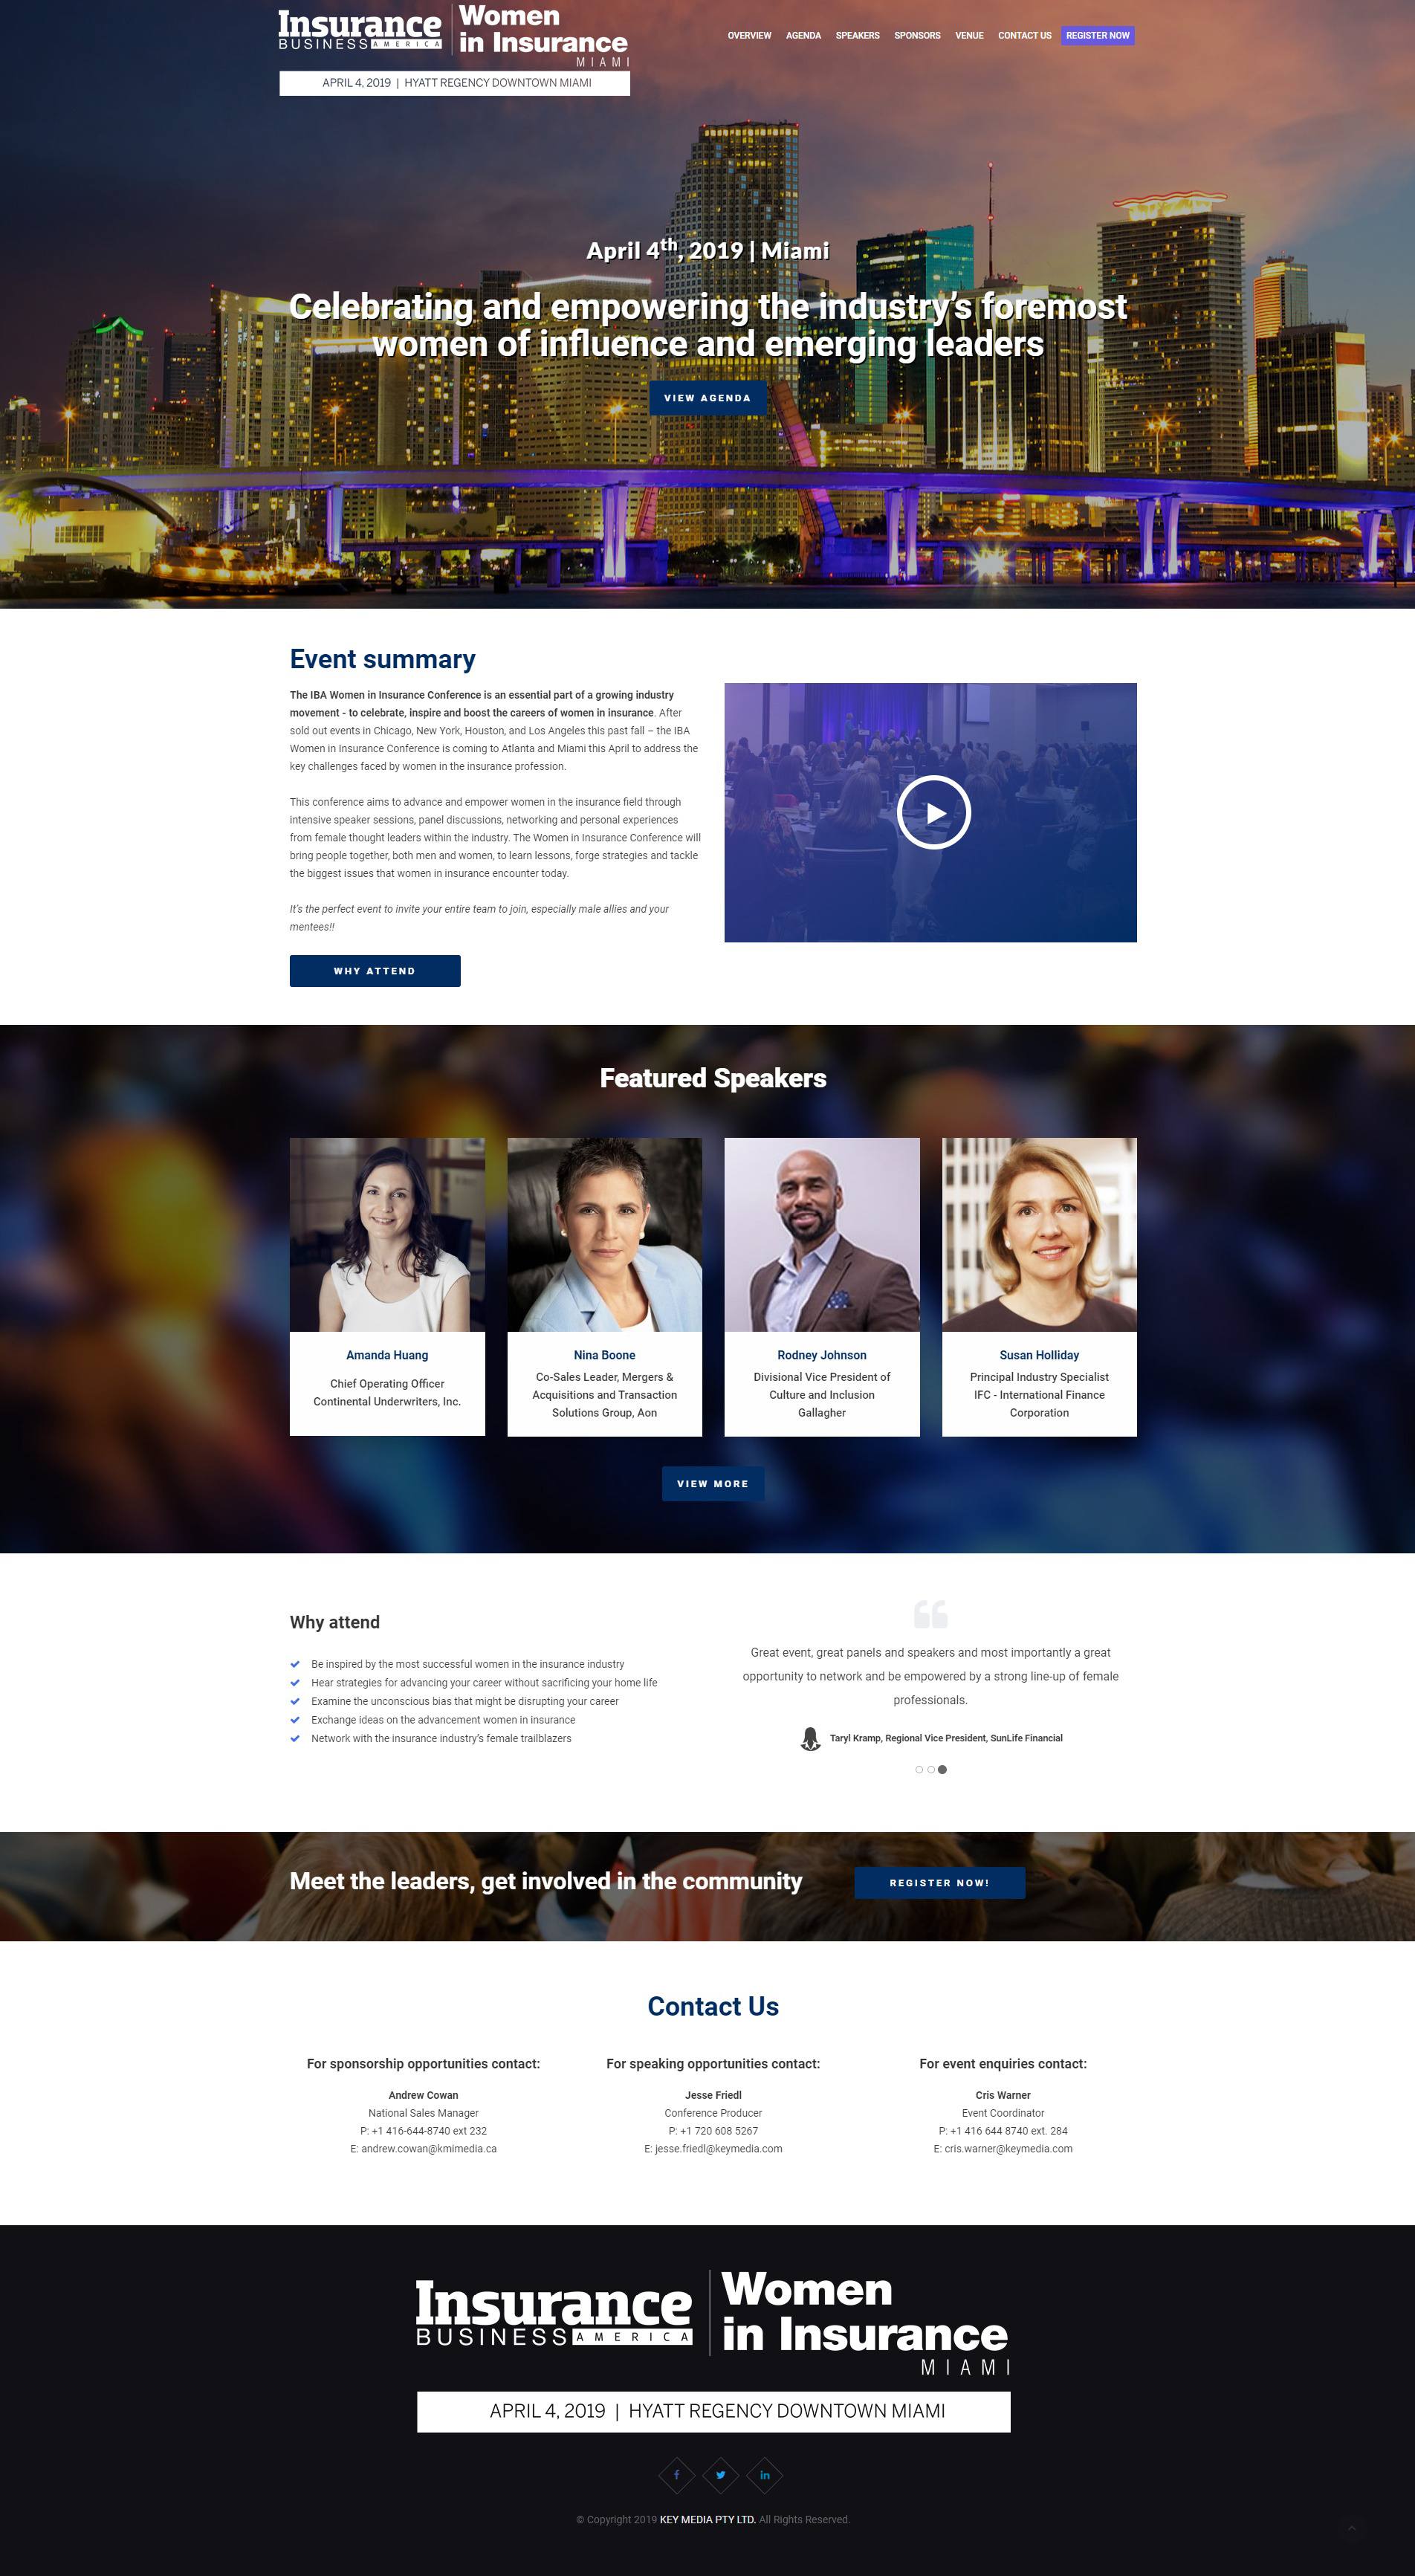 Insurance
BUSINESS AMERICA
Women
in Insurance
MIAMI
APRIL 4, 2019 | HYATT REGENCY DOWNTOWN MIAMI
OVERVIEW AGENDA SPEAKERS SPONSORS VENUE CONTACT US REGISTER NOW
April 4th, 2019 | Miami
Celebrating and empowering the industry's foremost
women of influence and emerging leaders
VIEW AGENDA
Event summary
The IBA Women in Insurance Conference is an essential part of a growing industry
movement - to celebrate, inspire and boost the careers of women in insurance. After
sold out events in Chicago, New York, Houston, and Los Angeles this past fall – the IBA
Women in Insurance Conference is coming to Atlanta and Miami this April to address the
key challenges faced by women in the insurance profession.
This conference aims to advance and empower women in the insurance field through
intensive speaker sessions, panel discussions, networking and personal experiences
from female thought leaders within the industry. The Women in Insurance Conference will
bring people together, both men and women, to learn lessons, forge strategies and tackle
the biggest issues that women in insurance encounter today.
It's the perfect event to invite your entire team to join, especially male allies and your
mentees!!
WHY ATTEND
Featured Speakers
Amanda Huang
Chief Operating Officer
Continental Underwriters, Inc.
Nina Boone
Co-Sales Leader, Mergers &
Acquisitions and Transaction
Solutions Group, Aon
Rodney Johnson
Divisional Vice President of
Culture and Inclusion
Gallagher
Susan Holliday
Principal Industry Specialist
IFC - International Finance
Corporation
VIEW MORE
Why attend
Be inspired by the most successful women in the insurance industry
Hear strategies for advancing your career without sacrificing your home life
Examine the unconscious bias that might be disrupting your career
Exchange ideas on the advancement women in insurance
Network with the insurance industry's female trailblazers
Great event, great panels and speakers and most importantly a great
opportunity to network and be empowered by a strong line-up of female
professionals.
Taryl Kramp, Regional Vice President, SunLife Financial
Meet the leaders, get involved in the community
REGISTER NOW!
Contact Us
For sponsorship opportunities contact:
Andrew Cowan
National Sales Manager
P: +1 416-644-8740 ext 232
E: andrew.cowan@kmimedia.ca
For speaking opportunities contact:
Jesse Friedl
Conference Producer
P: +1 720 608 5267
E: jesse.friedl@keymedia.com
For event enquiries contact:
Cris Warner
Event Coordinator
P: +1 416 644 8740 ext. 284
E: cris.warner@keymedia.com
Insurance
BUSINESS AMERICA
Women
in Insurance
MIAMI
APRIL 4, 2019 | HYATT REGENCY DOWNTOWN MIAMI
© Copyright 2019 KEY MEDIA PTY LTD. All Rights Reserved.